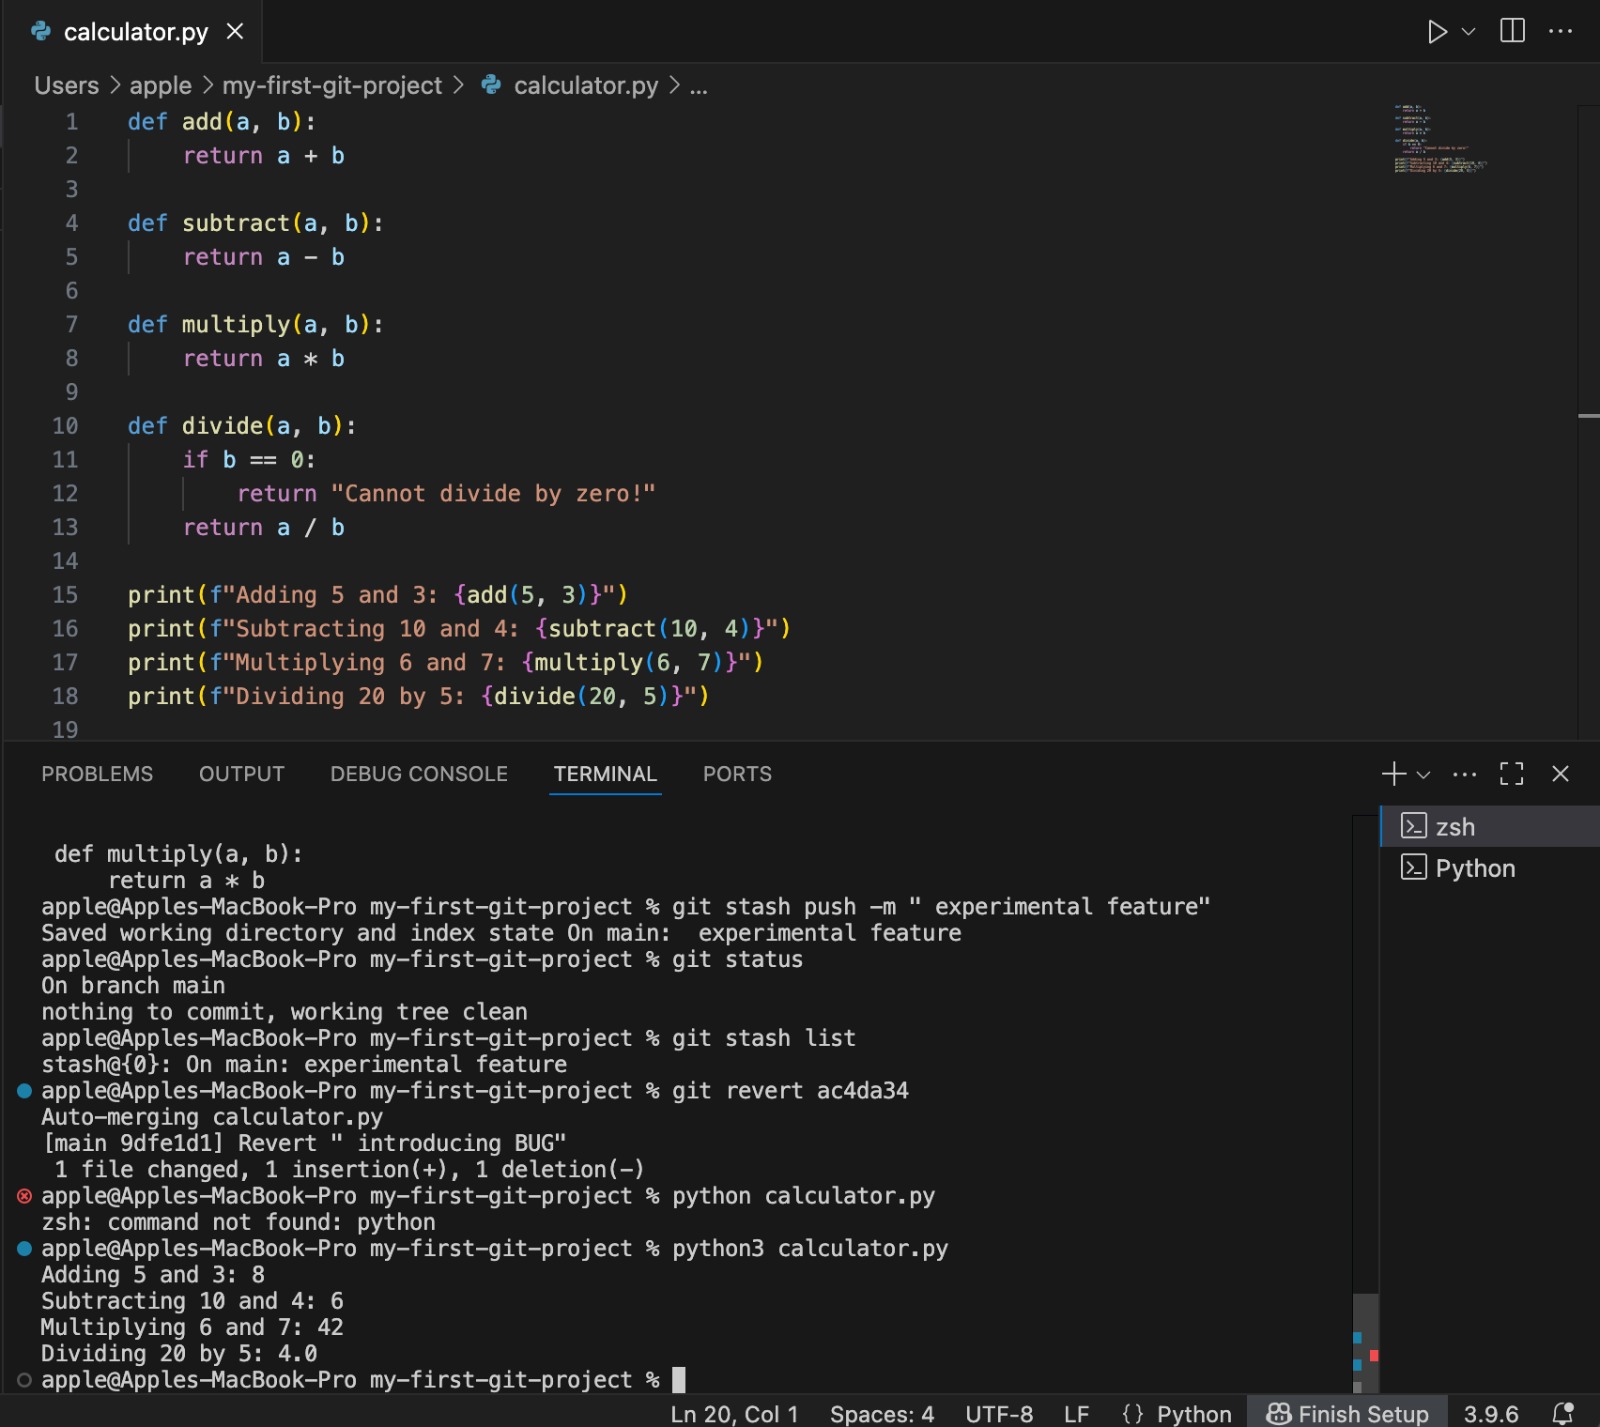 calculator.py
Users > apple > my-first-git-project > calculator.py > ...
1 def add(a, b):
2     return a + b
3
4 def subtract(a, b):
5     return a - b
6
7 def multiply(a, b):
8     return a * b
9
10 def divide(a, b):
11     if b == 0:
12         return "Cannot divide by zero!"
13     return a / b
14
15 print(f"Adding 5 and 3: {add(5, 3)}")
16 print(f"Subtracting 10 and 4: {subtract(10, 4)}")
17 print(f"Multiplying 6 and 7: {multiply(6, 7)}")
18 print(f"Dividing 20 by 5: {divide(20, 5)}")
19
PROBLEMS OUTPUT DEBUG CONSOLE TERMINAL PORTS
zsh
Python
def multiply(a, b):
    return a * b
apple@Apples-MacBook-Pro my-first-git-project % git stash push -m " experimental feature"
Saved working directory and index state On main:  experimental feature
apple@Apples-MacBook-Pro my-first-git-project % git status
On branch main
nothing to commit, working tree clean
apple@Apples-MacBook-Pro my-first-git-project % git stash list
stash@{0}: On main: experimental feature
apple@Apples-MacBook-Pro my-first-git-project % git revert ac4da34
Auto-merging calculator.py
[main 9dfe1d1] Revert " introducing BUG"
 1 file changed, 1 insertion(+), 1 deletion(-)
apple@Apples-MacBook-Pro my-first-git-project % python calculator.py
zsh: command not found: python
apple@Apples-MacBook-Pro my-first-git-project % python3 calculator.py
Adding 5 and 3: 8
Subtracting 10 and 4: 6
Multiplying 6 and 7: 42
Dividing 20 by 5: 4.0
apple@Apples-MacBook-Pro my-first-git-project %
Ln 20, Col 1 Spaces: 4 UTF-8 LF {} Python Finish Setup 3.9.6